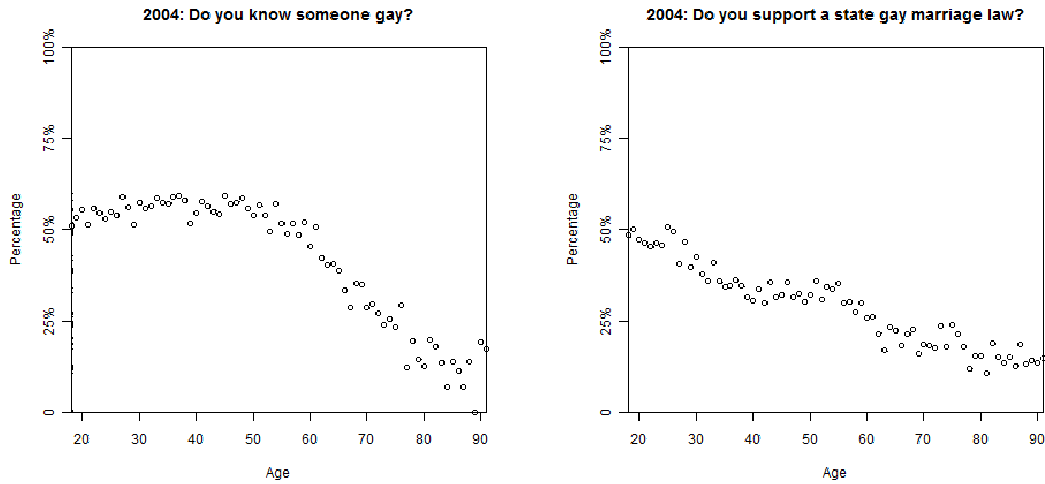 2004: Do you know someone gay?
100%
75%
50%
25%
0
Percentage
20 30 40 50 60 70 80 90
Age
2004: Do you support a state gay marriage law?
100%
75%
50%
25%
0
Percentage
20 30 40 50 60 70 80 90
Age